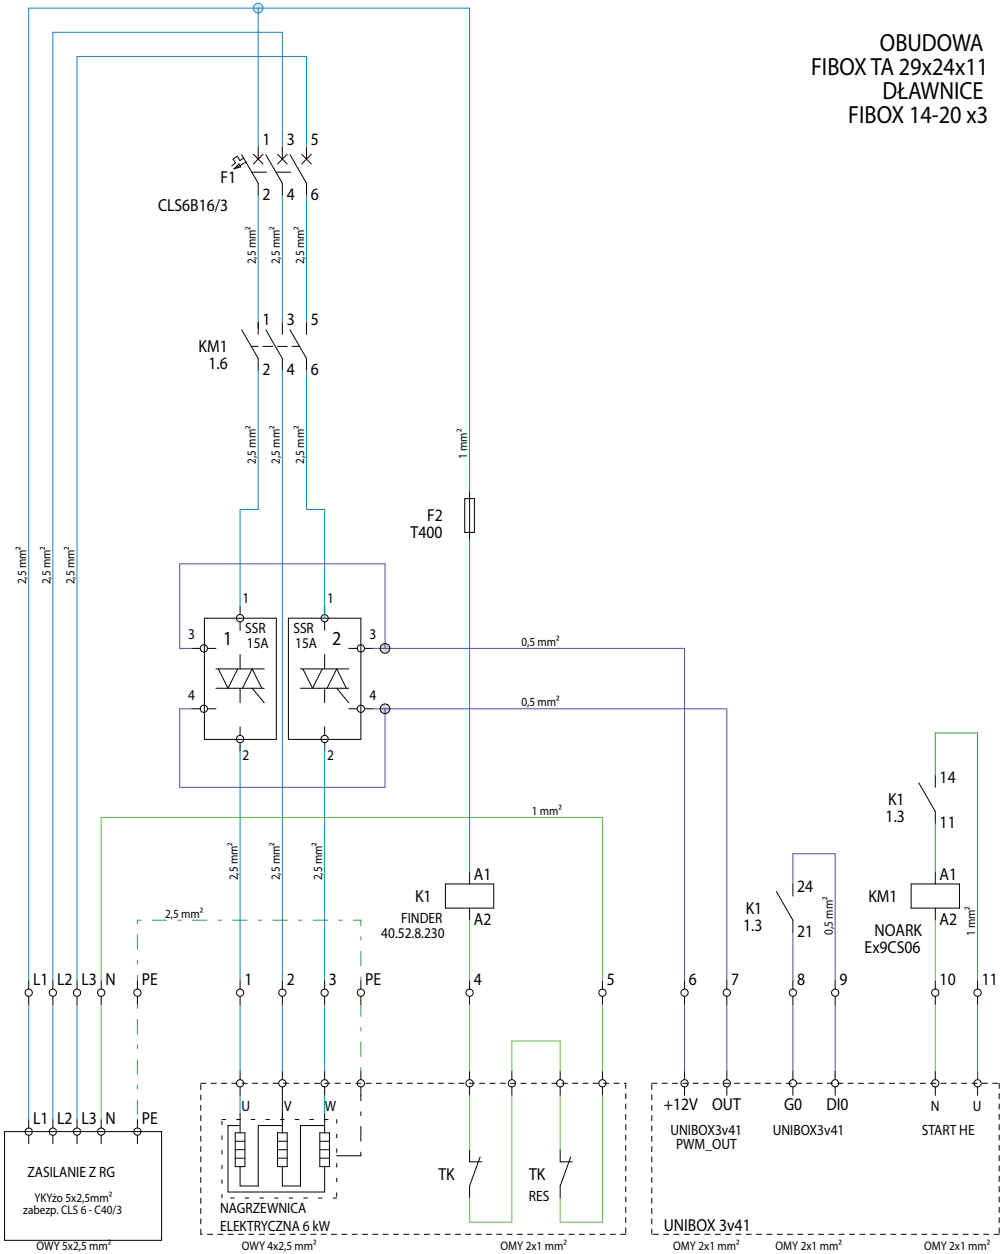 OBUDOWA
FIBOX TA 29x24x11
DŁAWNICE
FIBOX 14-20 x3
1 3 5
F1
2 4 6
CLS6B16/3
2,5 mm²
2,5 mm²
2,5 mm²
1 3 5
KM1
1.6
2 4 6
2,5 mm²
2,5 mm²
2,5 mm²
1 mm²
F2
T400
2,5 mm²
2,5 mm²
2,5 mm²
1
1
3
1
SSR
15A
SSR
15A
2
3
0,5 mm²
4
4
0,5 mm²
2
2
14
K1
1.3
11
1 mm²
2,5 mm²
2,5 mm²
2,5 mm²
A1
K1
A2
FINDER
40.52.8.230
24
K1
1.3
21
0,5 mm²
A1
KM1
A2
NOARK
Ex9CS06
1 mm²
2,5 mm²
L1 L2 L3 N PE
1 2 3 PE
4 5
6 7
8 9
10 11
L1 L2 L3 N PE
U V W
+12V OUT
G0 DI0
N U
UNIBOX3v41
PWM_OUT
UNIBOX3v41
START HE
ZASILANIE Z RG
YKYżo 5x2,5mm²
zabezp. CLS 6 - C40/3
TK
TK
RES
NAGRZEWNICA
ELEKTRYCZNA 6 kW
UNIBOX 3v41
OWY 5x2,5 mm²
OWY 4x2,5 mm²
OMY 2x1 mm²
OMY 2x1 mm²
OMY 2x1 mm²
OMY 2x1 mm²